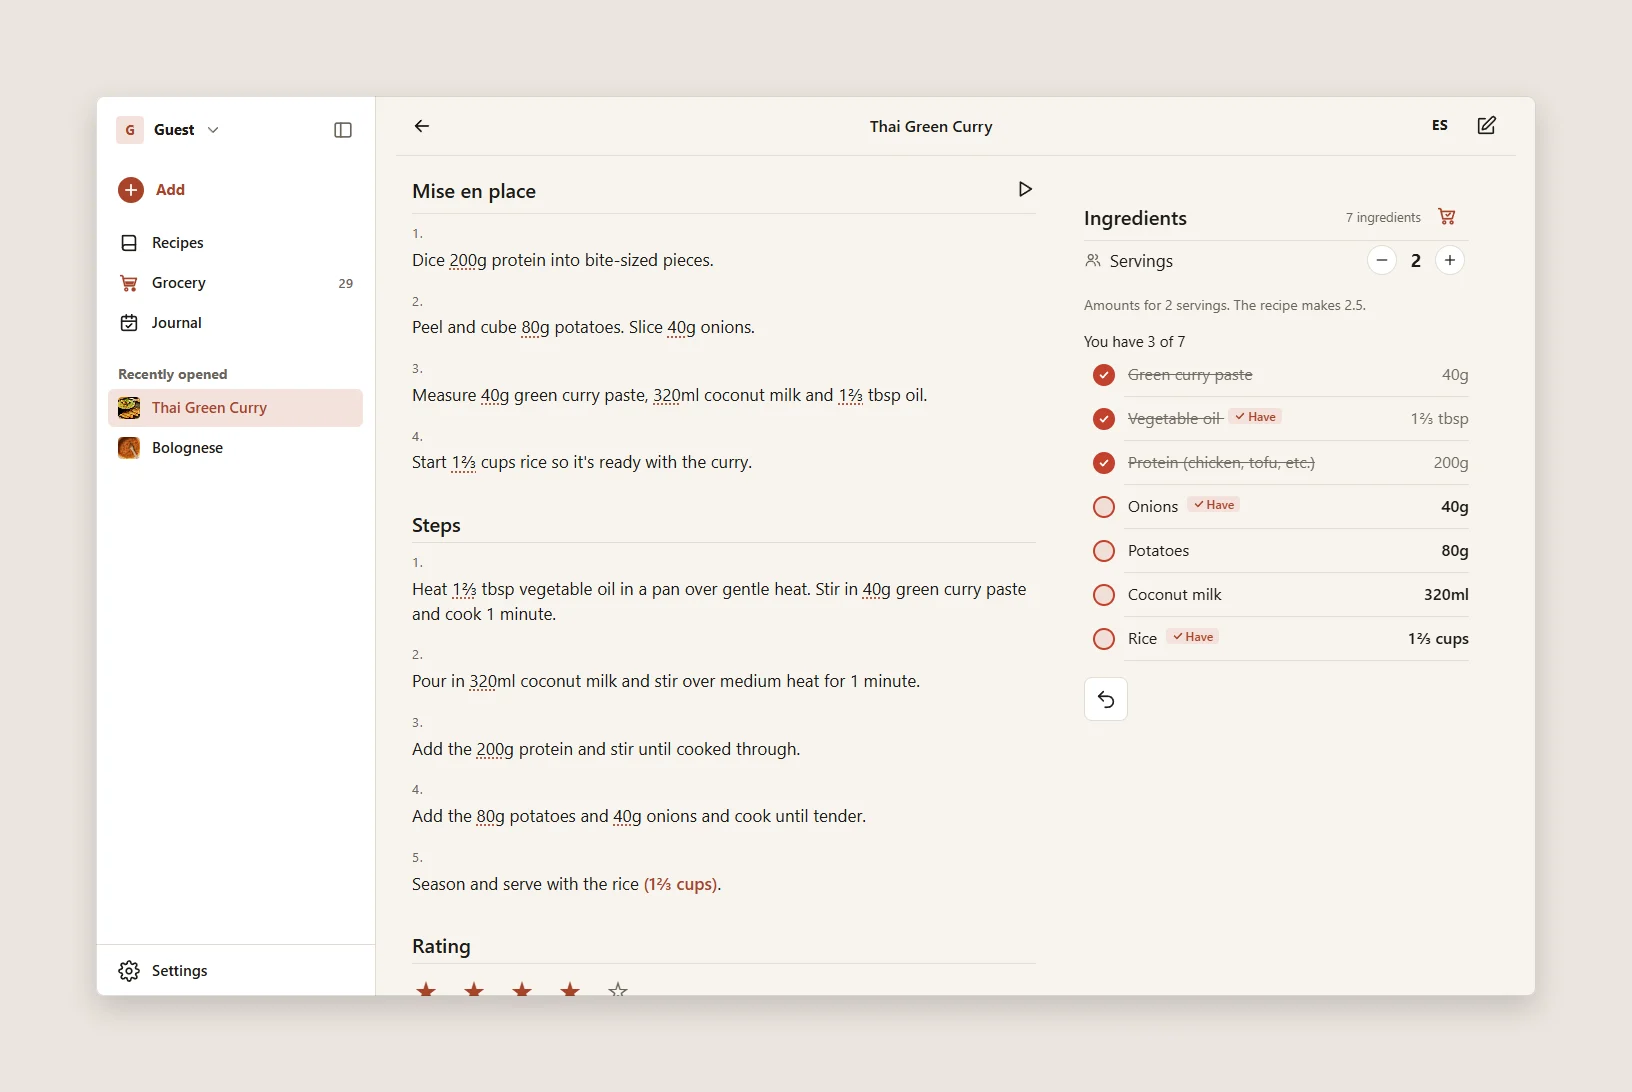 G Guest
Add
Recipes
Grocery 29
Journal
Recently opened
Thai Green Curry
Bolognese
Settings
Thai Green Curry
ES
Mise en place
1.
Dice 200g protein into bite-sized pieces.
2.
Peel and cube 80g potatoes. Slice 40g onions.
3.
Measure 40g green curry paste, 320ml coconut milk and 1⅔ tbsp oil.
4.
Start 1⅔ cups rice so it's ready with the curry.
Steps
1.
Heat 1⅔ tbsp vegetable oil in a pan over gentle heat. Stir in 40g green curry paste
and cook 1 minute.
2.
Pour in 320ml coconut milk and stir over medium heat for 1 minute.
3.
Add the 200g protein and stir until cooked through.
4.
Add the 80g potatoes and 40g onions and cook until tender.
5.
Season and serve with the rice (1⅔ cups).
Rating
Ingredients 7 ingredients
Servings 2
Amounts for 2 servings. The recipe makes 2.5.
You have 3 of 7
Green curry paste 40g
Vegetable oil Have 1⅔ tbsp
Protein (chicken, tofu, etc.) 200g
Onions Have 40g
Potatoes 80g
Coconut milk 320ml
Rice Have 1⅔ cups